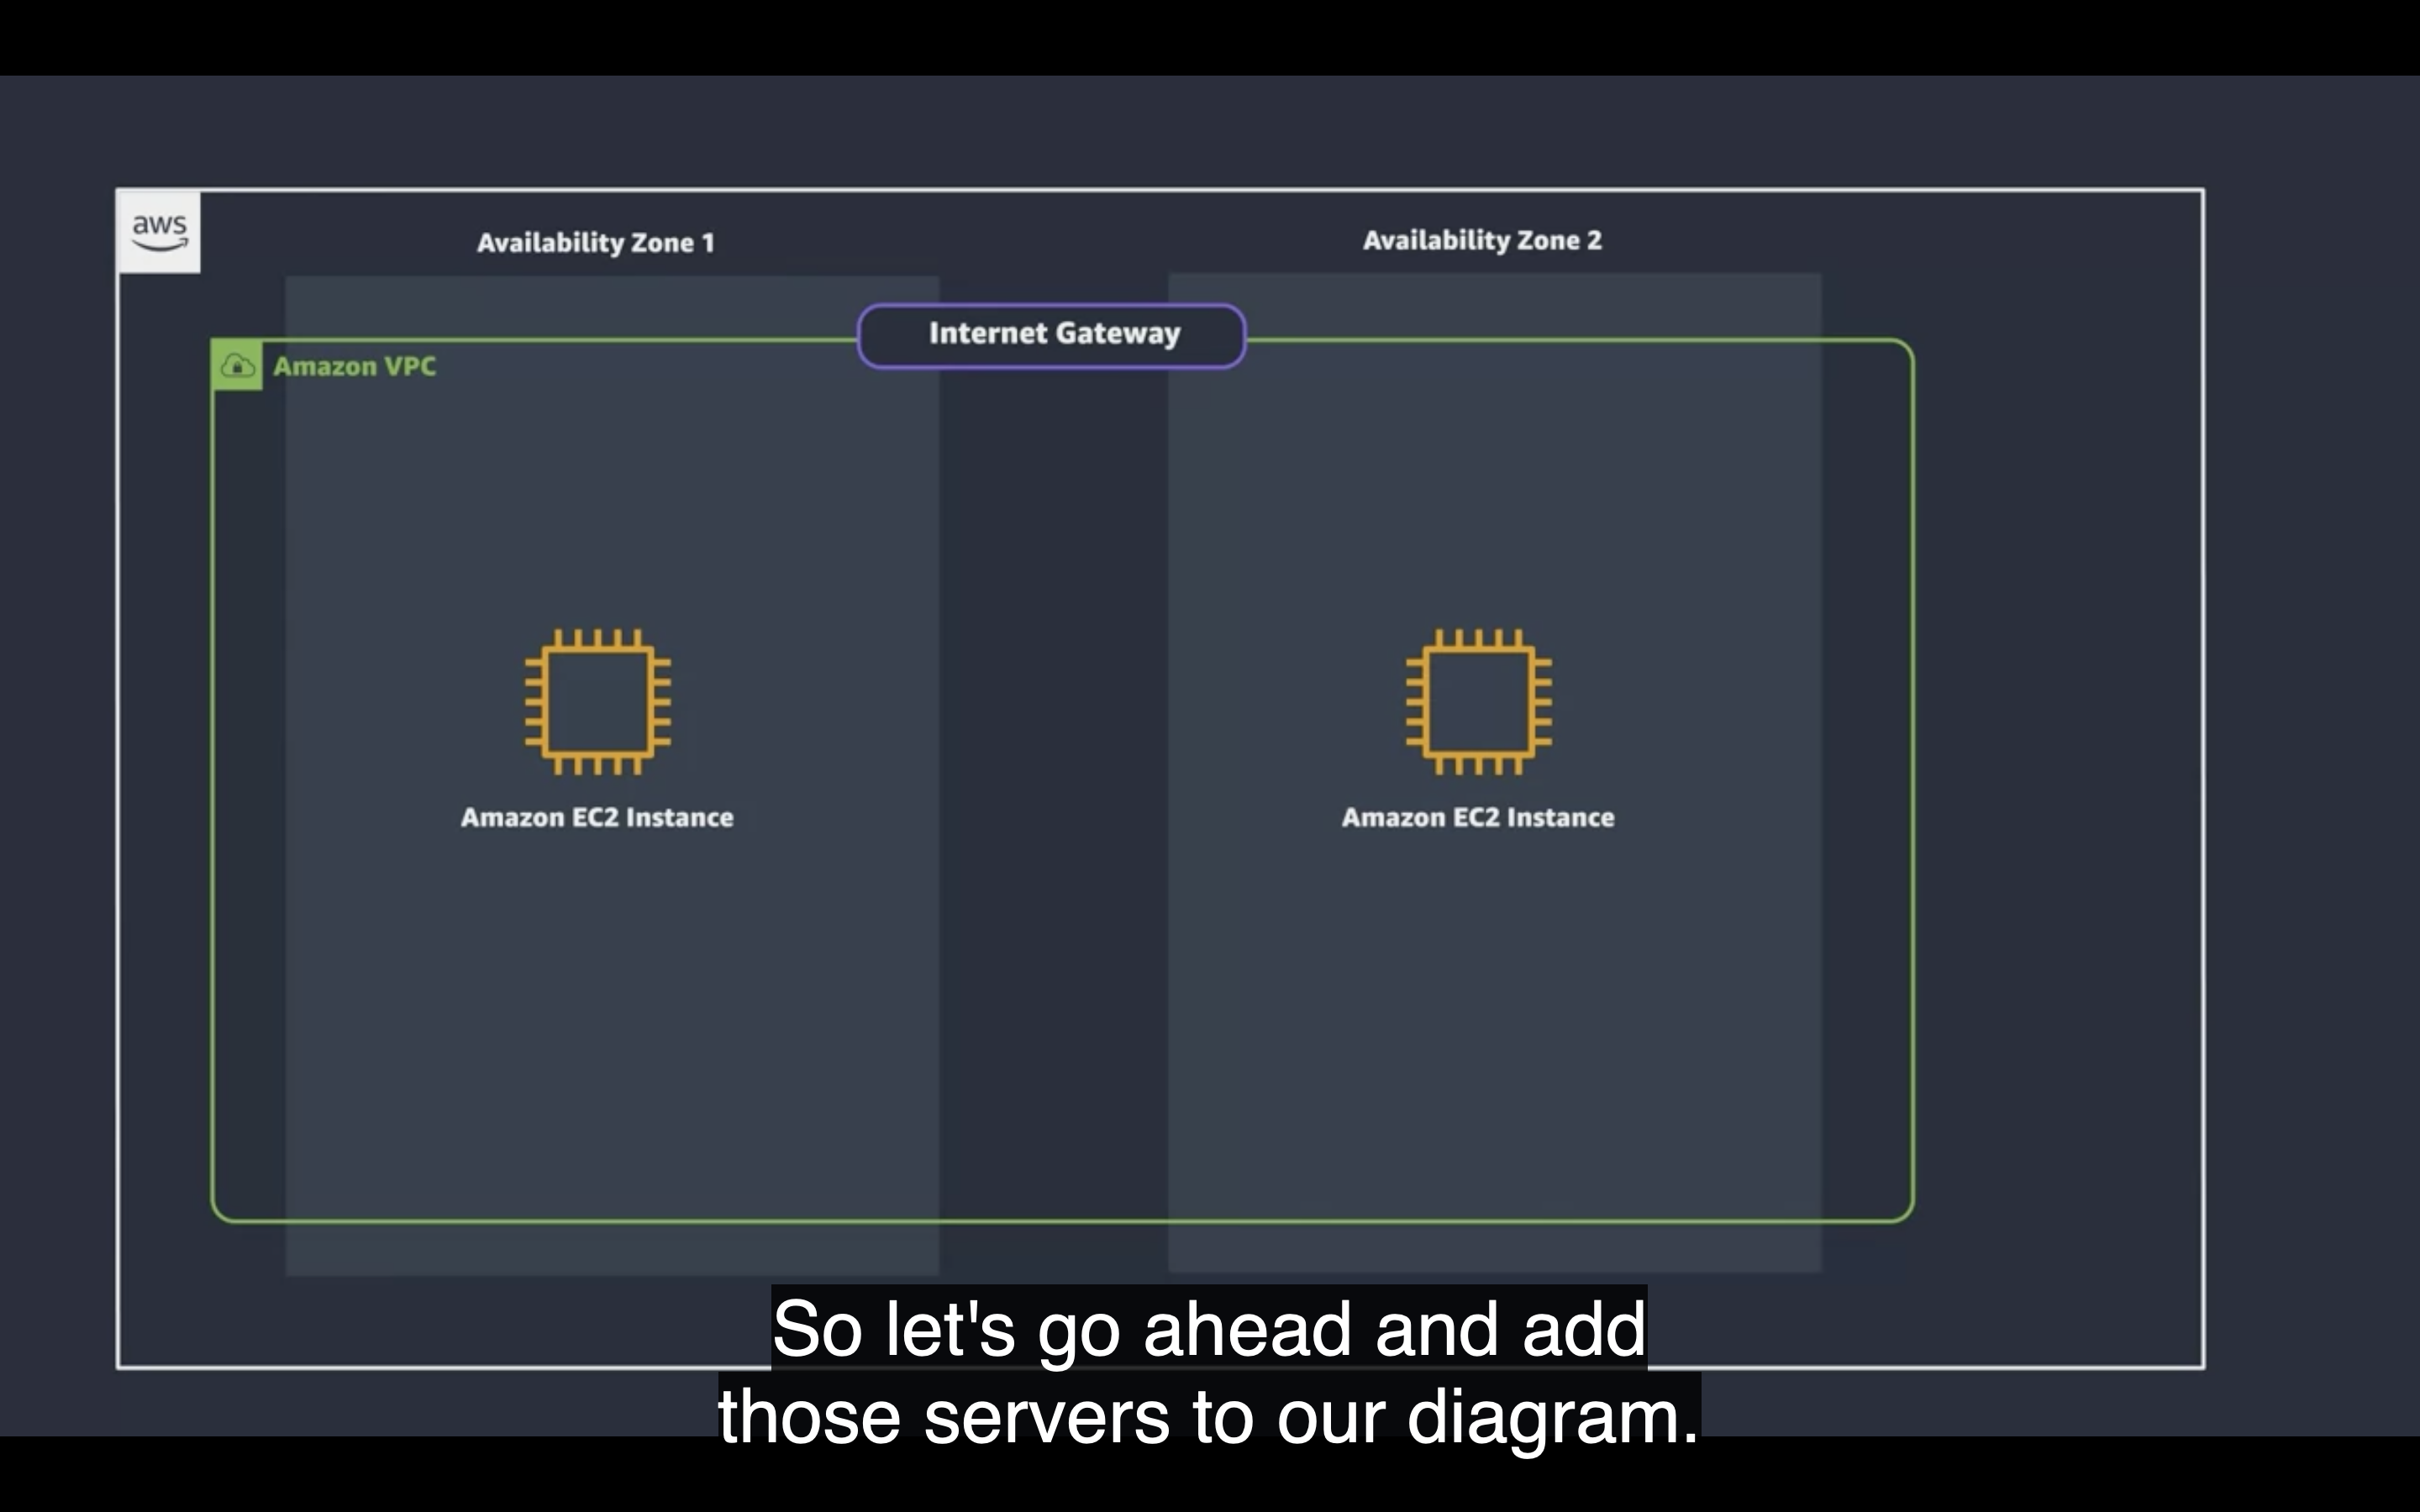 aws
Availability Zone 1
Availability Zone 2
Internet Gateway
Amazon VPC
Amazon EC2 Instance
Amazon EC2 Instance
So let's go ahead and add
those servers to our diagram.